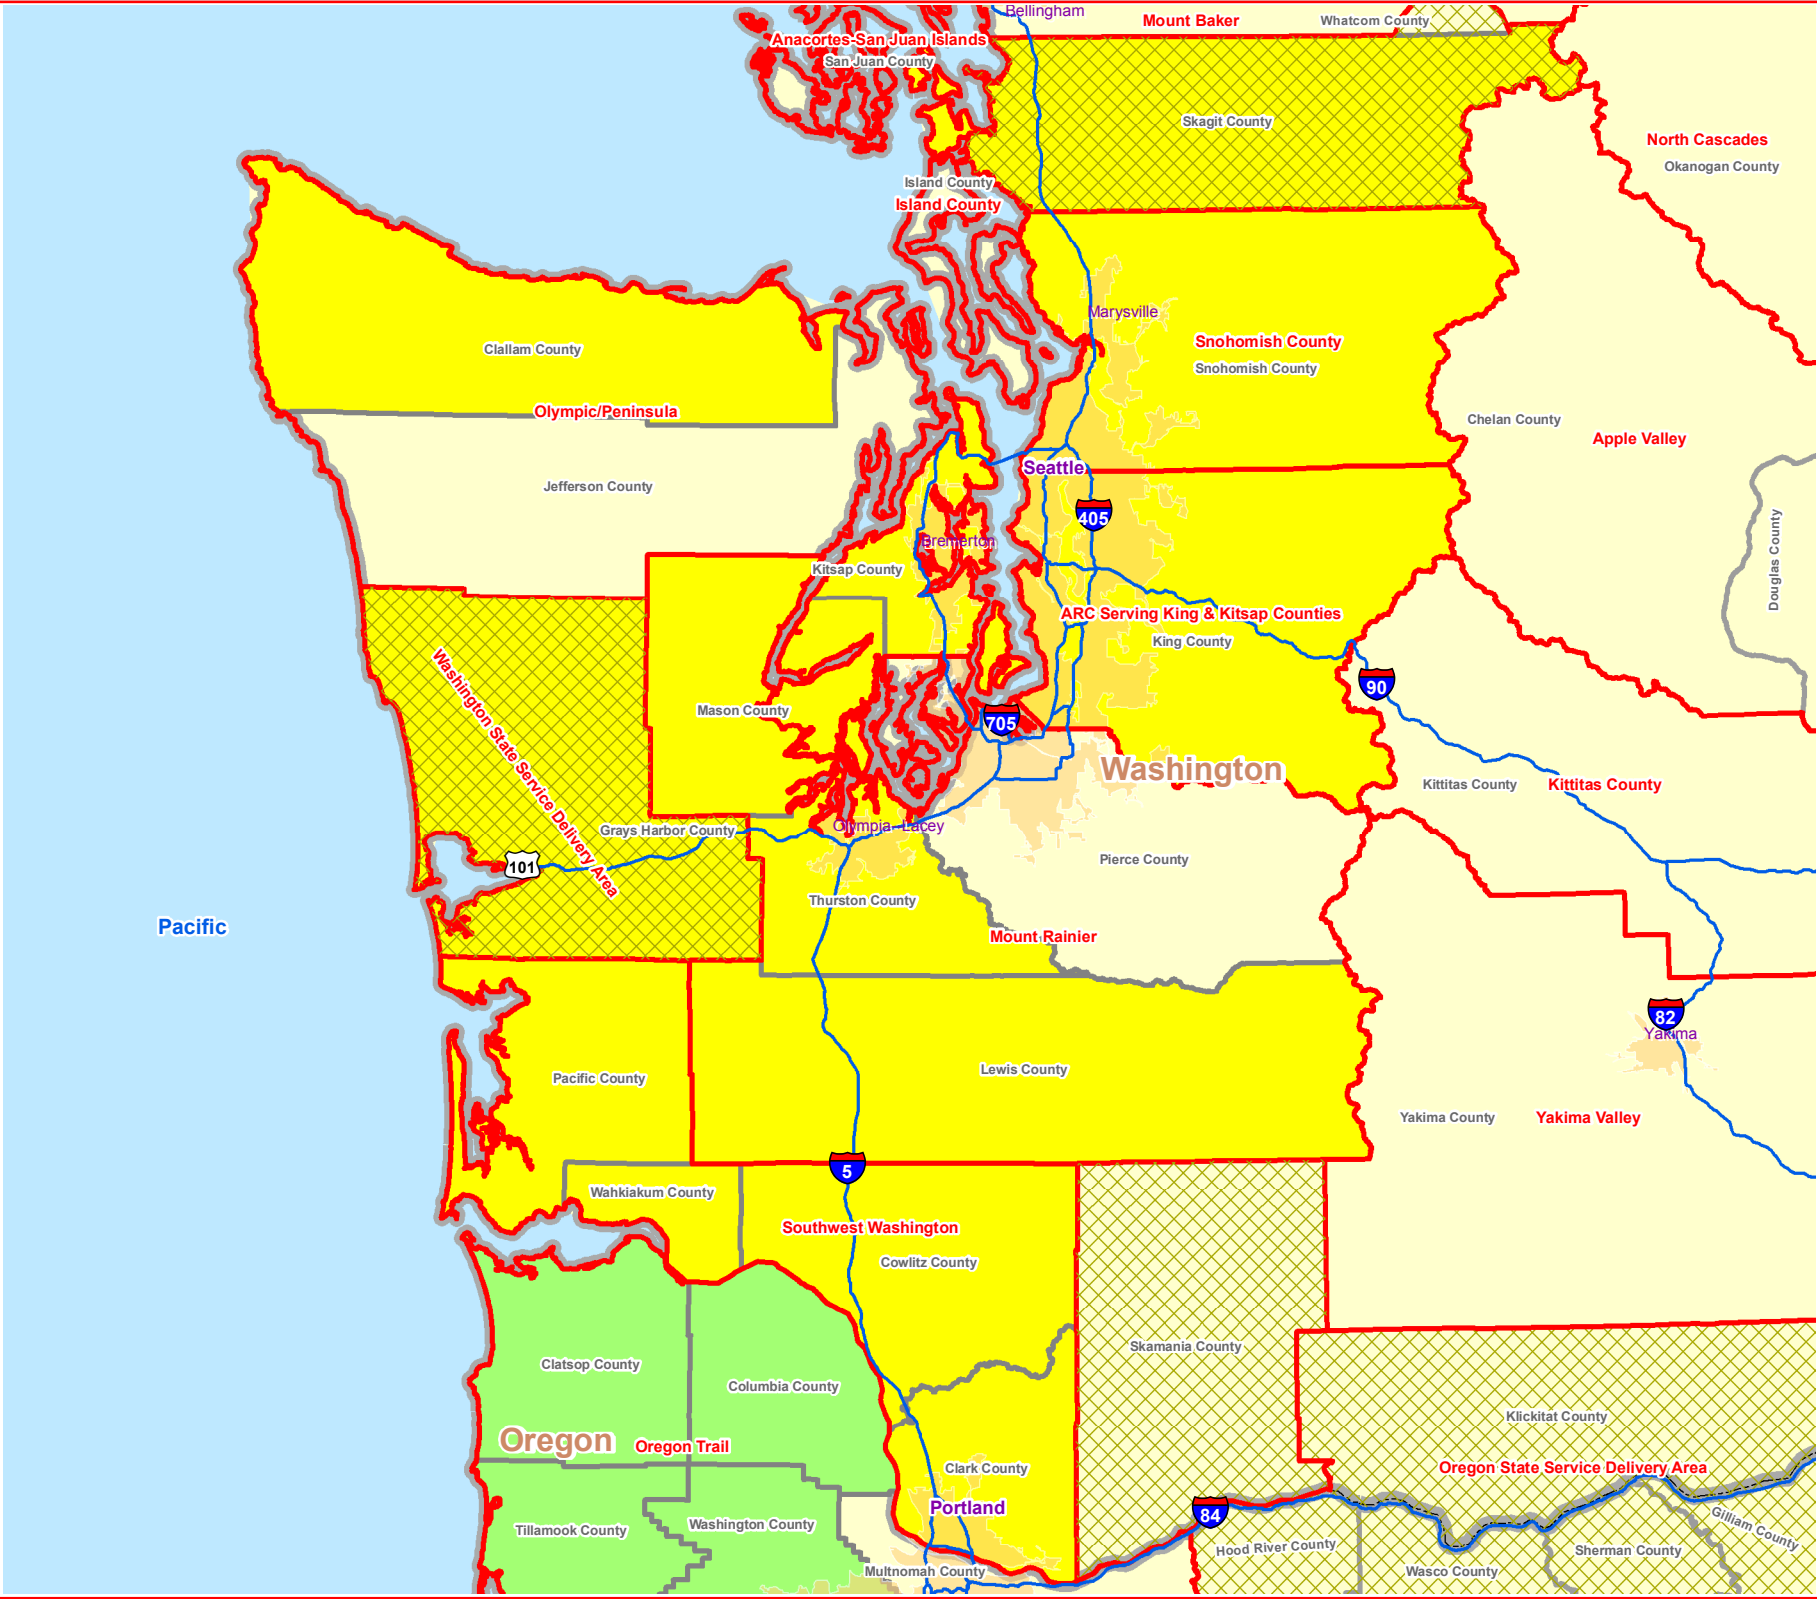 Bellingham
Mount Baker
Whatcom County
Anacortes-San Juan Islands
San Juan County
Skagit County
North Cascades
Okanogan County
Island County
Island County
Marysville
Snohomish County
Snohomish County
Clallam County
Olympic/Peninsula
Chelan County
Apple Valley
Seattle
Jefferson County
405
Douglas County
Bremerton
Kitsap County
ARC Serving King & Kitsap Counties
King County
90
Washington State Service Delivery Area
Mason County
705
Washington
Kittitas County
Kittitas County
Grays Harbor County
Olympia--Lacey
101
Pierce County
Thurston County
Pacific
Mount Rainier
82
Yakima
Lewis County
Pacific County
Yakima County
Yakima Valley
5
Wahkiakum County
Southwest Washington
Cowlitz County
Skamania County
Clatsop County
Columbia County
Klickitat County
Oregon
Oregon Trail
Clark County
Oregon State Service Delivery Area
Portland
84
Gilliam County
Tillamook County
Washington County
Hood River County
Sherman County
Multnomah County
Wasco County